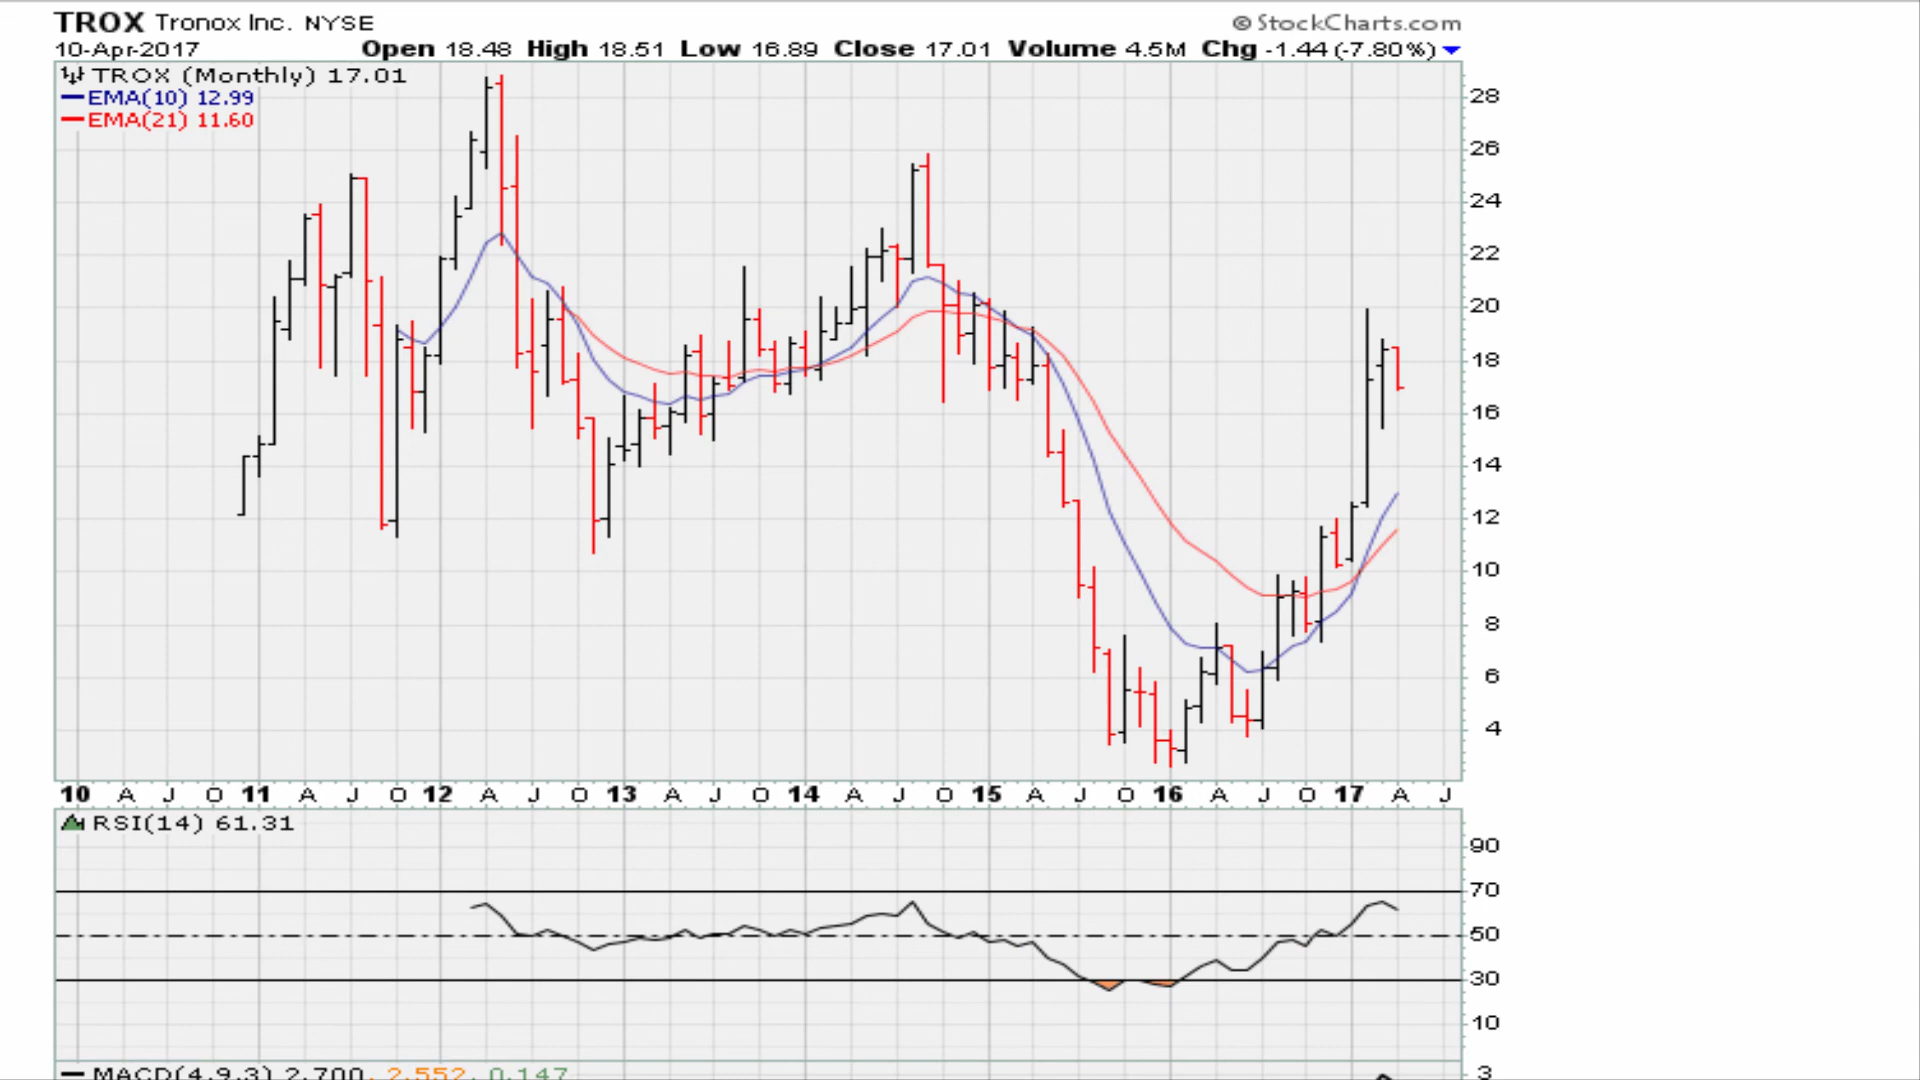 TROX Tronox Inc. NYSE © StockCharts.com
10-Apr-2017 Open 18.48 High 18.51 Low 16.89 Close 17.01 Volume 4.5M Chg -1.44 (-7.80%)
TROX (Monthly) 17.01
EMA(10) 12.99
EMA(21) 11.60
28
26
24
22
20
18
16
14
12
10
8
6
4
10 A J O 11 A J O 12 A J O 13 A J O 14 A J O 15 A J O 16 A J O 17 A J
RSI(14) 61.31
90
70
50
30
10
MACD(4,9,3) 2.700, 2.552, 0.147
3